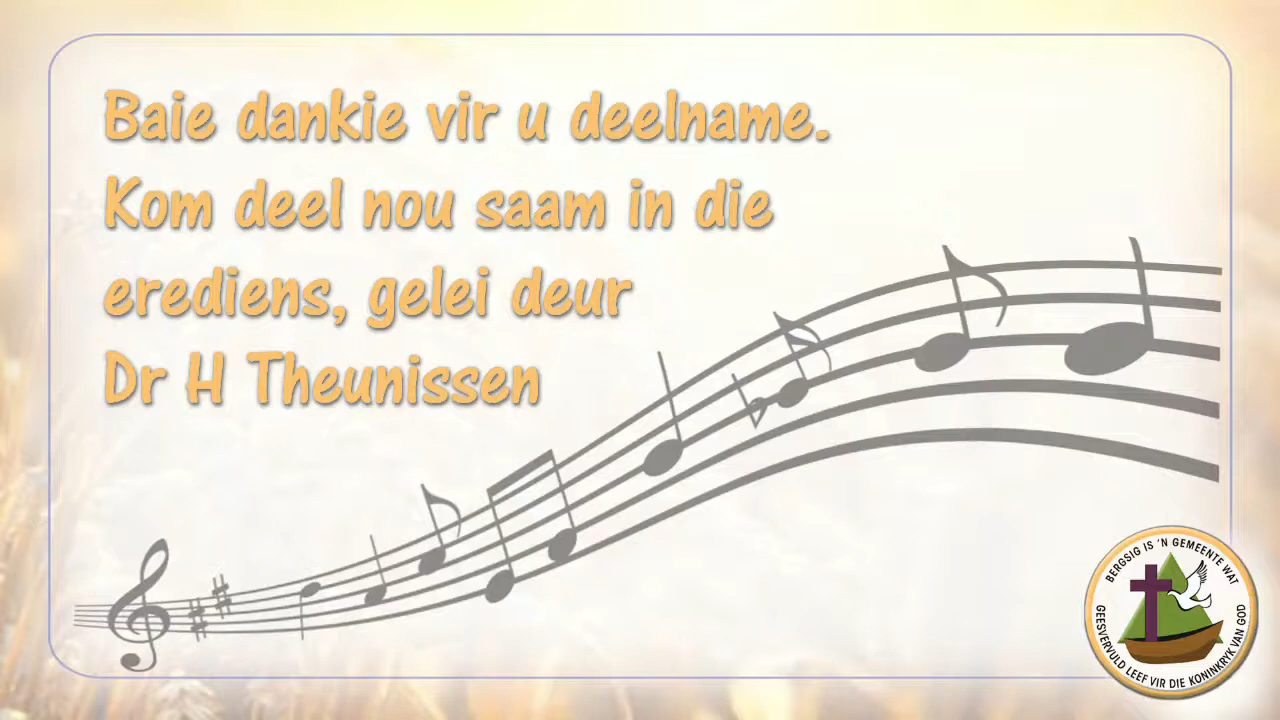 Baie dankie vir u deelname.
Kom deel nou saam in die
erediens, gelei deur
Dr H Theunissen
BERGSIG IS 'N GEMEENTE WAT
GEESVERVULD LEEF VIR DIE KONINKRYK VAN GOD